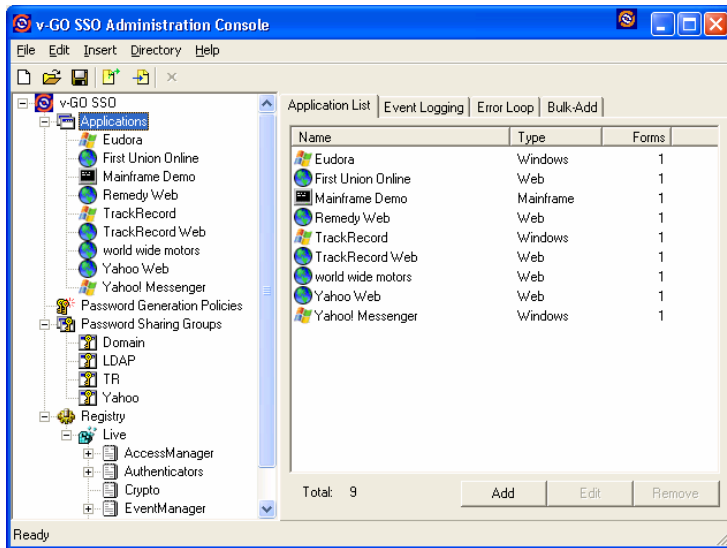 v-GO SSO Administration Console
File Edit Insert Directory Help
v-GO SSO
Applications
Eudora
First Union Online
Mainframe Demo
Remedy Web
TrackRecord
TrackRecord Web
world wide motors
Yahoo Web
Yahoo! Messenger
Password Generation Policies
Password Sharing Groups
Domain
LDAP
TR
Yahoo
Registry
Live
AccessManager
Authenticators
Crypto
EventManager
Application List Event Logging Error Loop Bulk-Add
Name Type Forms
Eudora Windows 1
First Union Online Web 1
Mainframe Demo Mainframe 1
Remedy Web Web 1
TrackRecord Windows 1
TrackRecord Web Web 1
world wide motors Web 1
Yahoo Web Web 1
Yahoo! Messenger Windows 1
Total: 9 Add Edit Remove
Ready